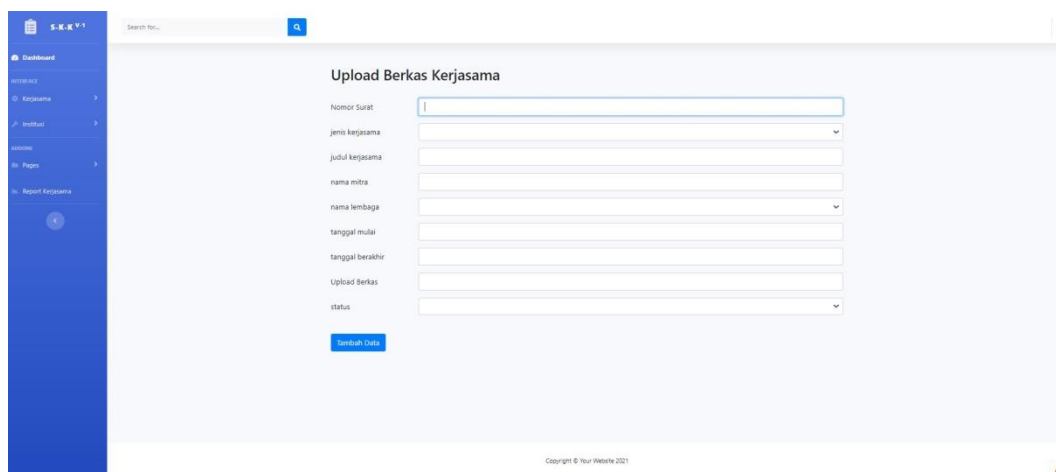 S-K-K V-1
Search for...
Dashboard
INTERFACE
Kerjasama
Institusi
ADDONS
Pages
Report Kerjasama
Upload Berkas Kerjasama
Nomor Surat
jenis kerjasama
judul kerjasama
nama mitra
nama lembaga
tanggal mulai
tanggal berakhir
Upload Berkas
status
Tambah Data
Copyright © Your Website 2021